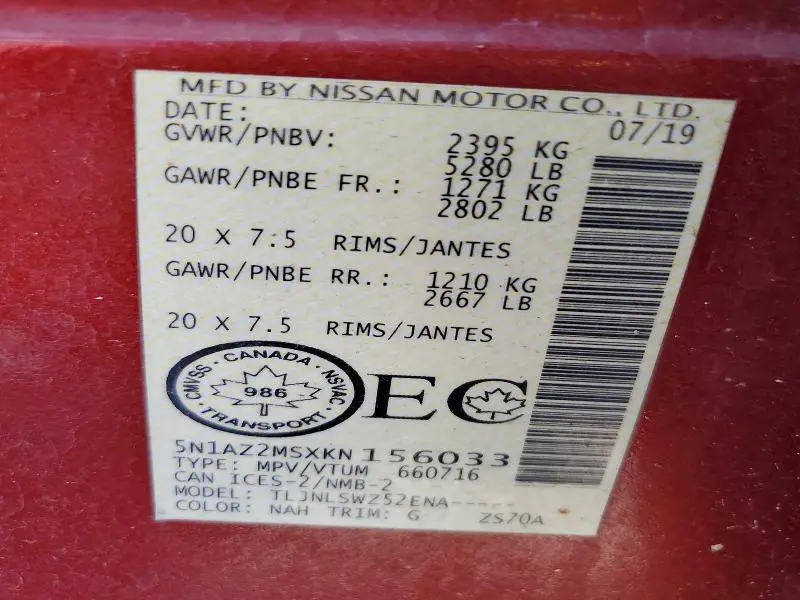 MFD BY NISSAN MOTOR CO., LTD.
DATE: 07/19
GVWR/PNBV: 2395 KG
5280 LB
GAWR/PNBE FR.: 1271 KG
2802 LB
20 X 7.5 RIMS/JANTES
GAWR/PNBE RR.: 1210 KG
2667 LB
20 X 7.5 RIMS/JANTES
CANADA · NSVAC · TRANSPORT · CMVSS
986
EC
5N1AZ2MSXKN156033
TYPE: MPV/VTUM 660716
CAN ICES-2/NMB-2
MODEL: TLJNLSWZ52ENA-----
COLOR: NAH TRIM: G ZS70A